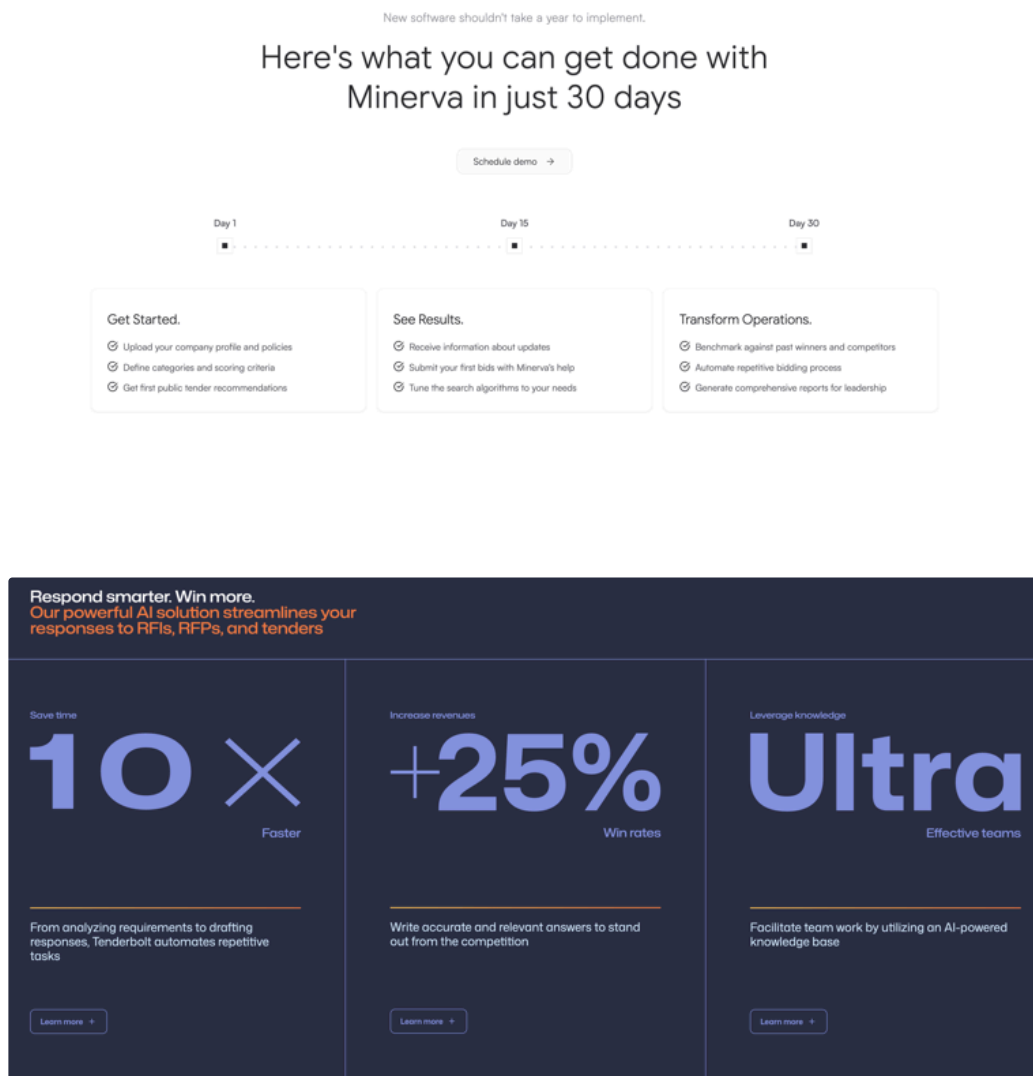 New software shouldn't take a year to implement.
Here's what you can get done with
Minerva in just 30 days
Schedule demo →
Day 1
Day 15
Day 30
Get Started.
Upload your company profile and policies
Define categories and scoring criteria
Get first public tender recommendations
See Results.
Receive information about updates
Submit your first bids with Minerva's help
Tune the search algorithms to your needs
Transform Operations.
Benchmark against past winners and competitors
Automate repetitive bidding process
Generate comprehensive reports for leadership
Respond smarter. Win more.
Our powerful AI solution streamlines your
responses to RFIs, RFPs, and tenders
Save time
10 ×
Faster
From analyzing requirements to drafting
responses, Tenderbolt automates repetitive
tasks
Learn more +
Increase revenues
+25%
Win rates
Write accurate and relevant answers to stand
out from the competition
Learn more +
Leverage knowledge
Ultra
Effective teams
Facilitate team work by utilizing an AI-powered
knowledge base
Learn more +